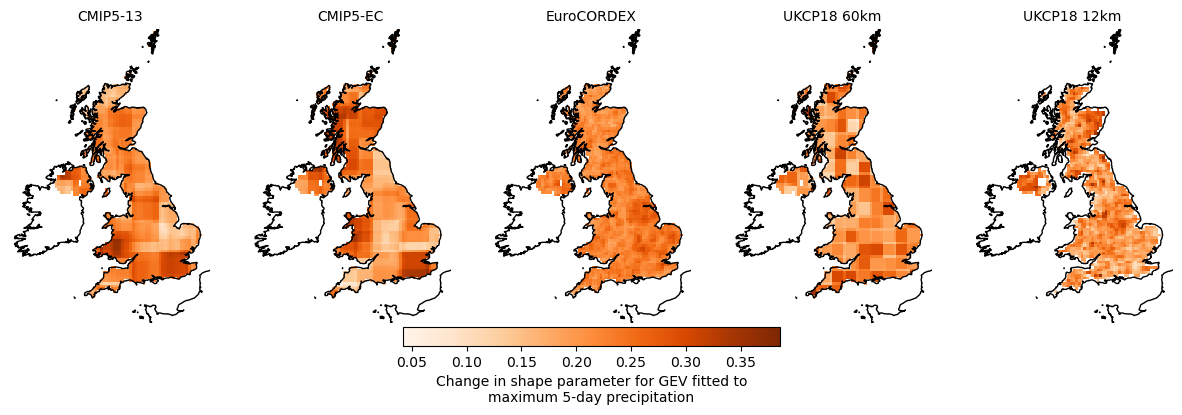 CMIP5-13
CMIP5-EC
EuroCORDEX
UKCP18 60km
UKCP18 12km
0.05
0.10
0.15
0.20
0.25
0.30
0.35
Change in shape parameter for GEV fitted to
maximum 5-day precipitation